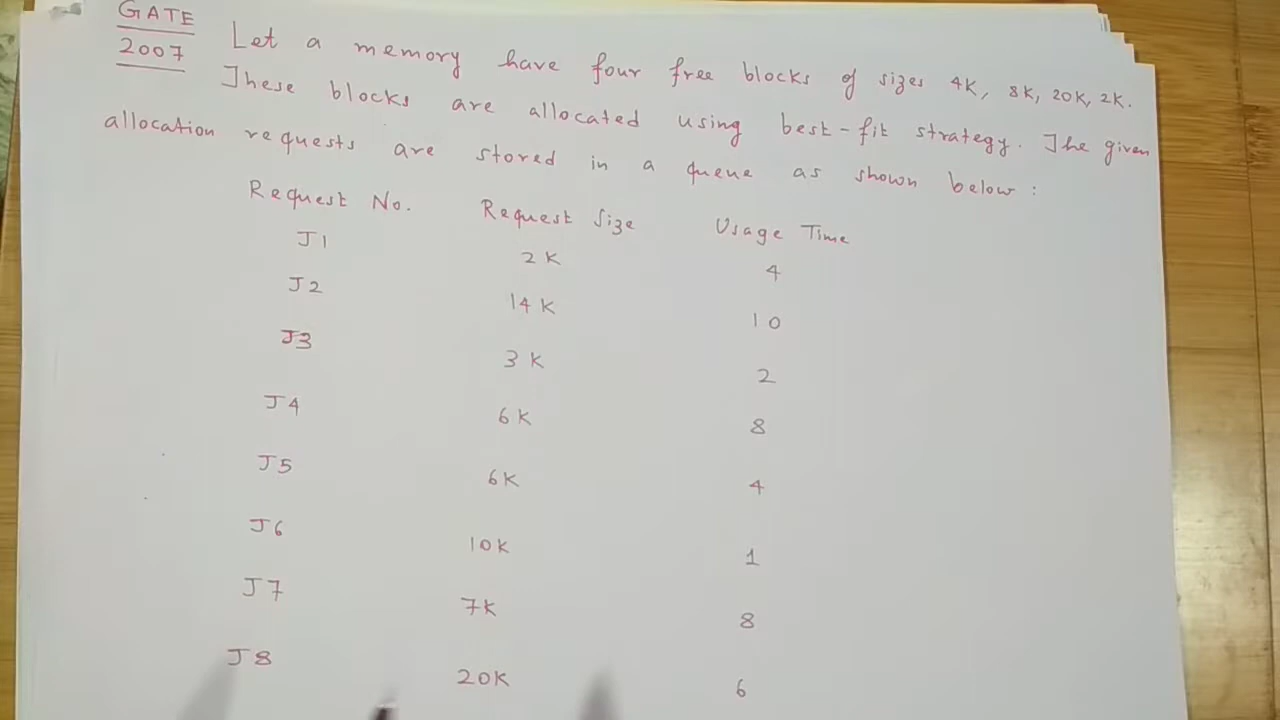 GATE
2007
Let a memory have four free blocks of sizes 4K, 8K, 20K, 2K.
These blocks are allocated using best-fit strategy. The given
allocation requests are stored in a queue as shown below:
Request No. Request Size Usage Time
J1 2K 4
J2 14K 10
J3 3K 2
J4 6K 8
J5 6K 4
J6 10K 1
J7 7K 8
J8 20K 6